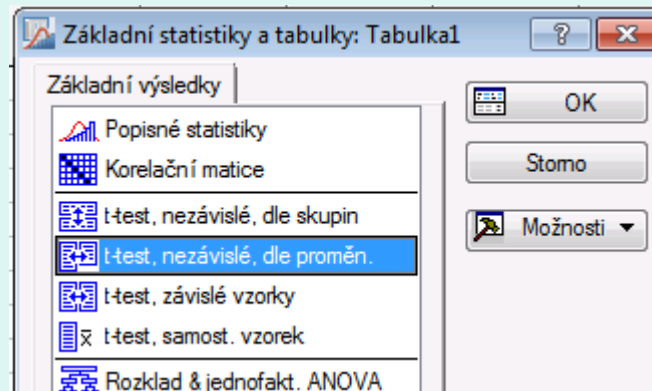 Základní statistiky a tabulky: Tabulka1
Základní výsledky
Popisné statistiky
Korelační matice
t-test, nezávislé, dle skupin
t-test, nezávislé, dle proměn.
t-test, závislé vzorky
t-test, samost. vzorek
Rozklad & jednofakt. ANOVA
OK
Storno
Možnosti